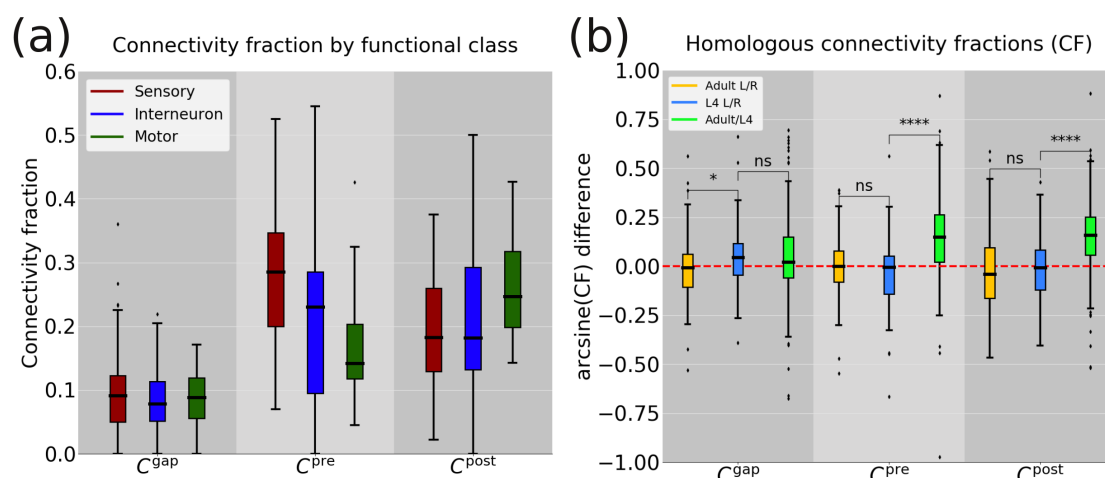 (a)
Connectivity fraction by functional class
Connectivity fraction
0.6
0.5
0.4
0.3
0.2
0.1
0.0
Sensory
Interneuron
Motor
C^gap
C^pre
C^post
(b)
Homologous connectivity fractions (CF)
arcsine(CF) difference
1.00
0.75
0.50
0.25
0.00
−0.25
−0.50
−0.75
−1.00
Adult L/R
L4 L/R
Adult/L4
* ns
ns ****
ns ****
C^gap
C^pre
C^post